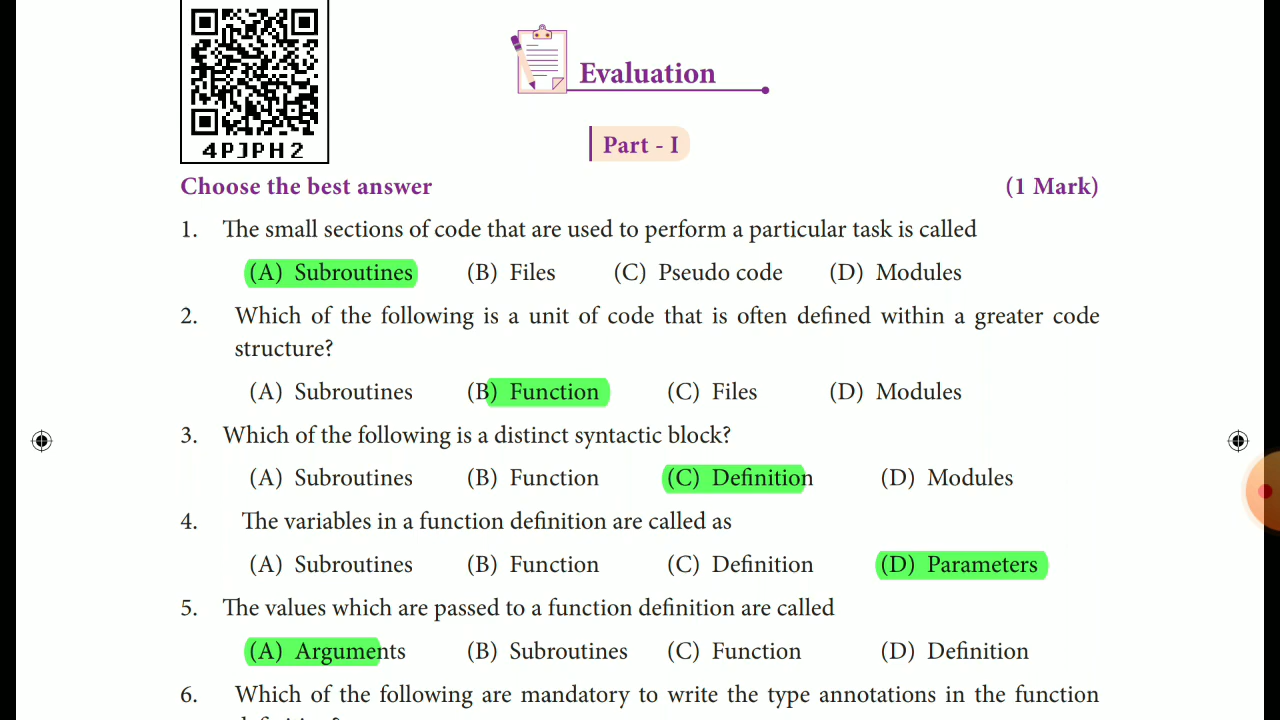 4PJPH2
Evaluation
Part - I
Choose the best answer (1 Mark)
1. The small sections of code that are used to perform a particular task is called
(A) Subroutines (B) Files (C) Pseudo code (D) Modules
2. Which of the following is a unit of code that is often defined within a greater code
structure?
(A) Subroutines (B) Function (C) Files (D) Modules
3. Which of the following is a distinct syntactic block?
(A) Subroutines (B) Function (C) Definition (D) Modules
4. The variables in a function definition are called as
(A) Subroutines (B) Function (C) Definition (D) Parameters
5. The values which are passed to a function definition are called
(A) Arguments (B) Subroutines (C) Function (D) Definition
6. Which of the following are mandatory to write the type annotations in the function